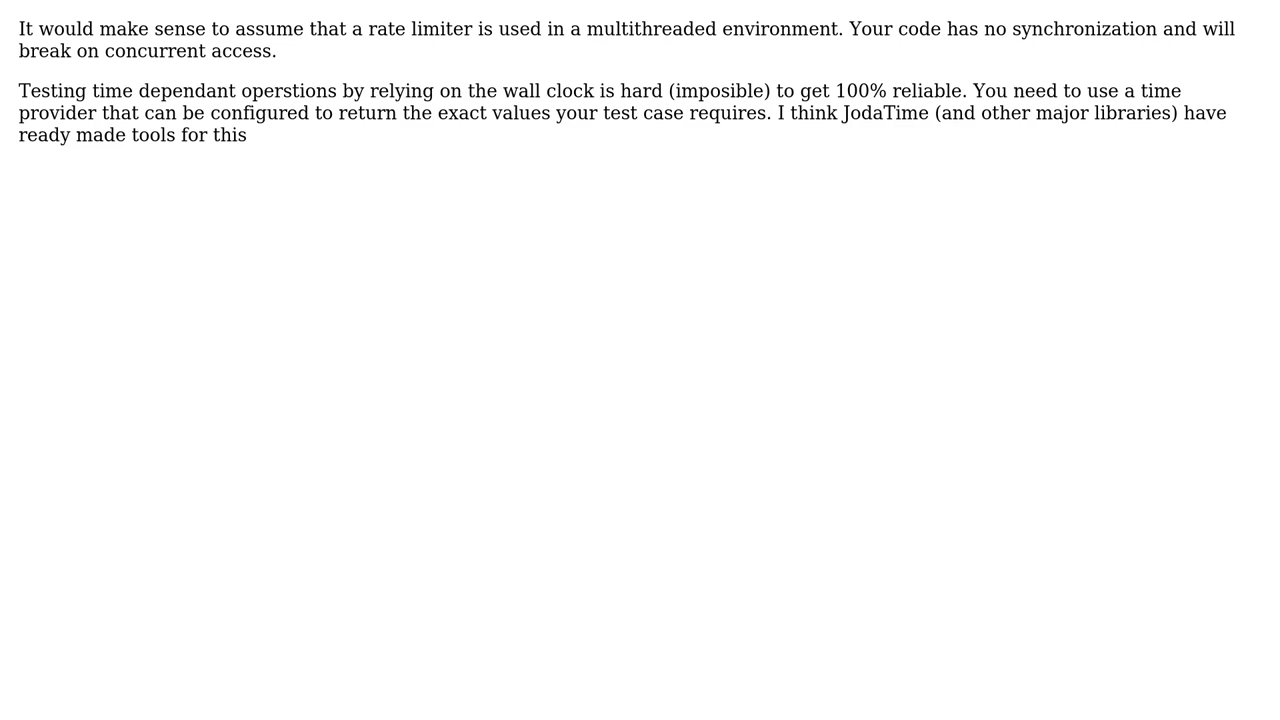 It would make sense to assume that a rate limiter is used in a multithreaded environment. Your code has no synchronization and will
break on concurrent access.
Testing time dependant operstions by relying on the wall clock is hard (imposible) to get 100% reliable. You need to use a time
provider that can be configured to return the exact values your test case requires. I think JodaTime (and other major libraries) have
ready made tools for this